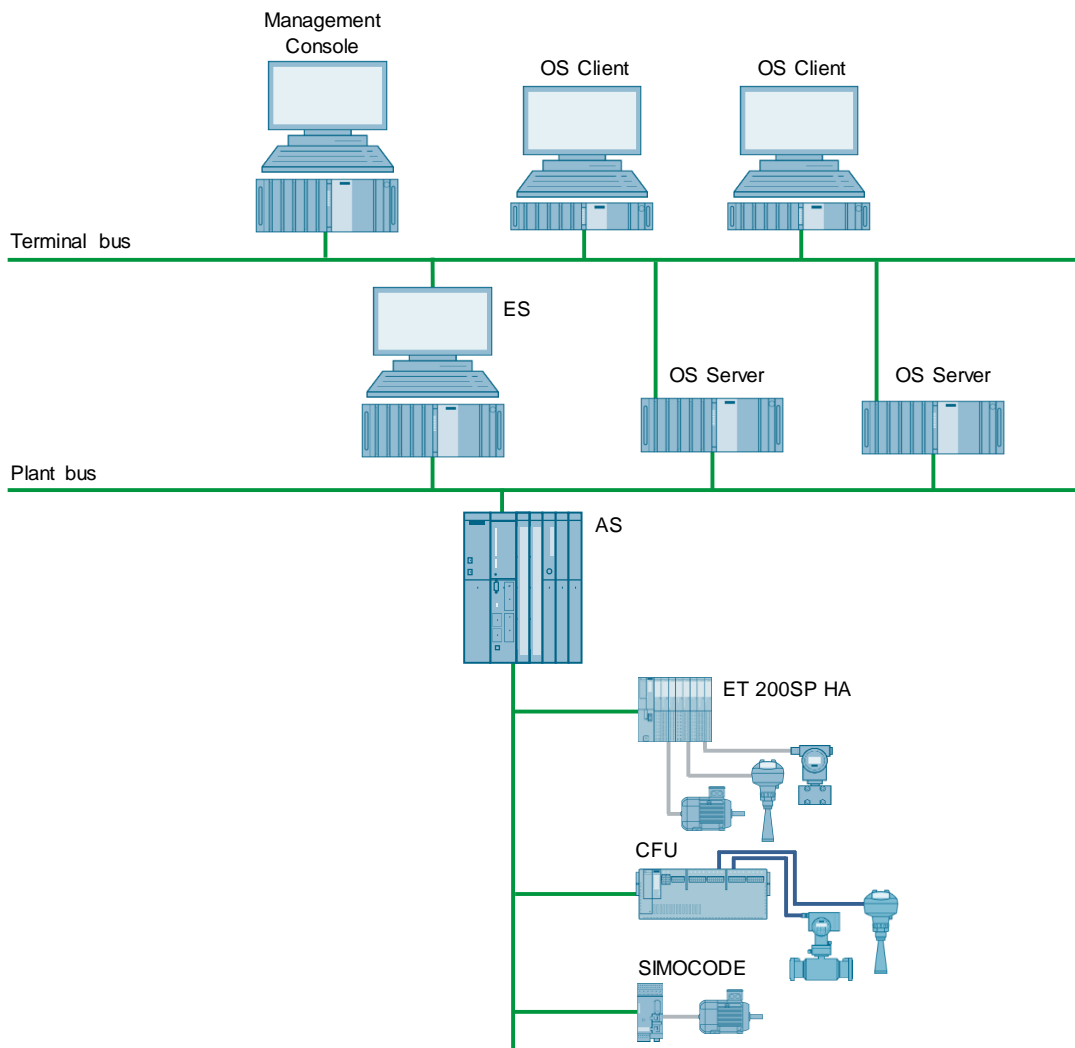 Management
Console
OS Client
OS Client
Terminal bus
ES
OS Server
OS Server
Plant bus
AS
ET 200SP HA
CFU
SIMOCODE